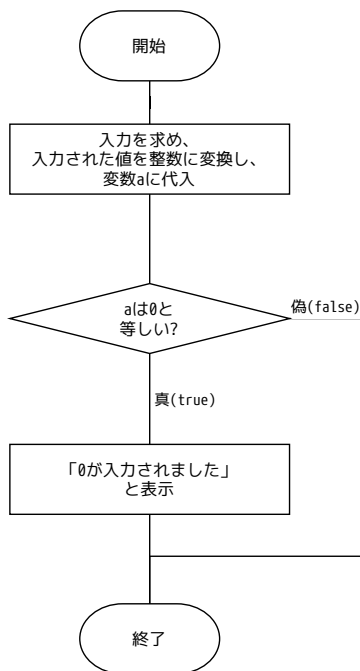 開始
入力を求め、
入力された値を整数に変換し、
変数aに代入
aは0と
等しい?
偽(false)
真(true)
「0が入力されました」
と表示
終了